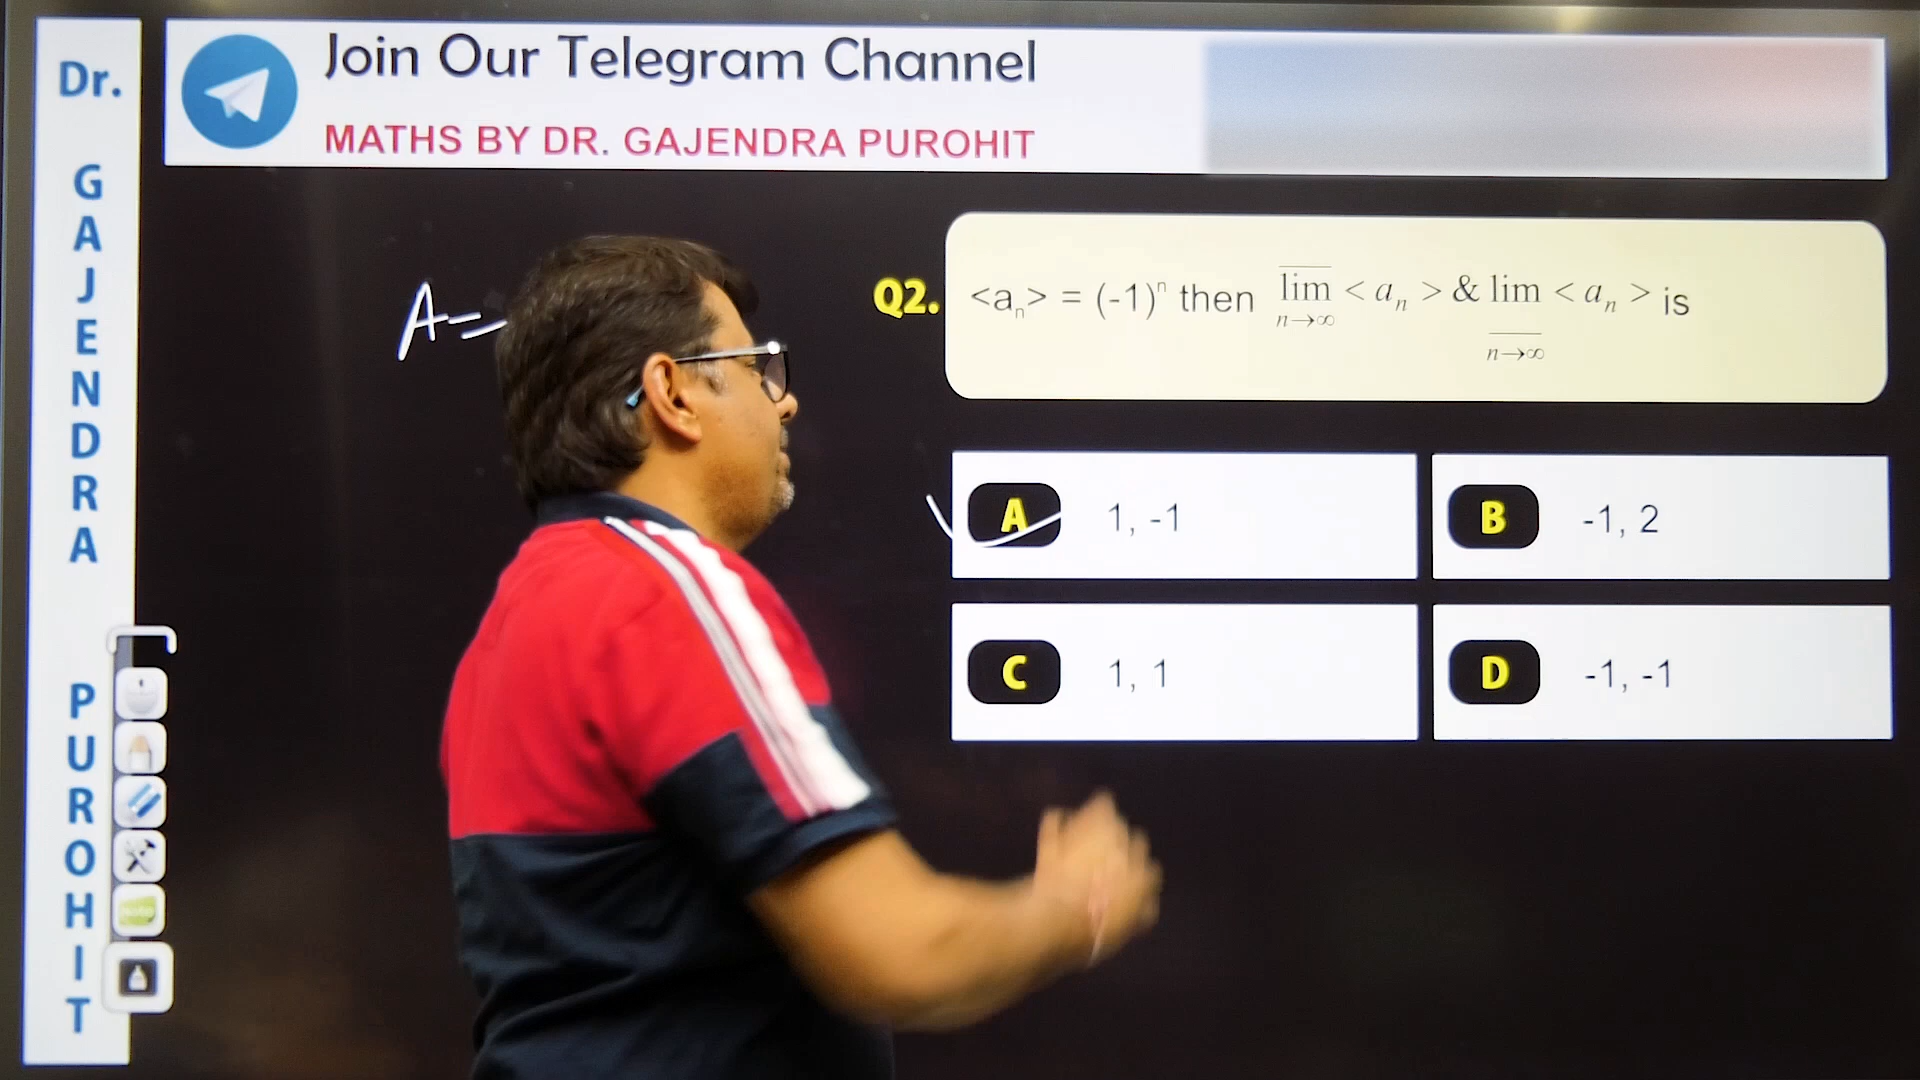 Dr.
GAJENDRA
PUROHIT
Join Our Telegram Channel
MATHS BY DR. GAJENDRA PUROHIT
A=
Q2. <aₙ> = (-1)ⁿ then lim < aₙ > & lim < aₙ > is
n→∞ n→∞
A 1, -1
B -1, 2
C 1, 1
D -1, -1